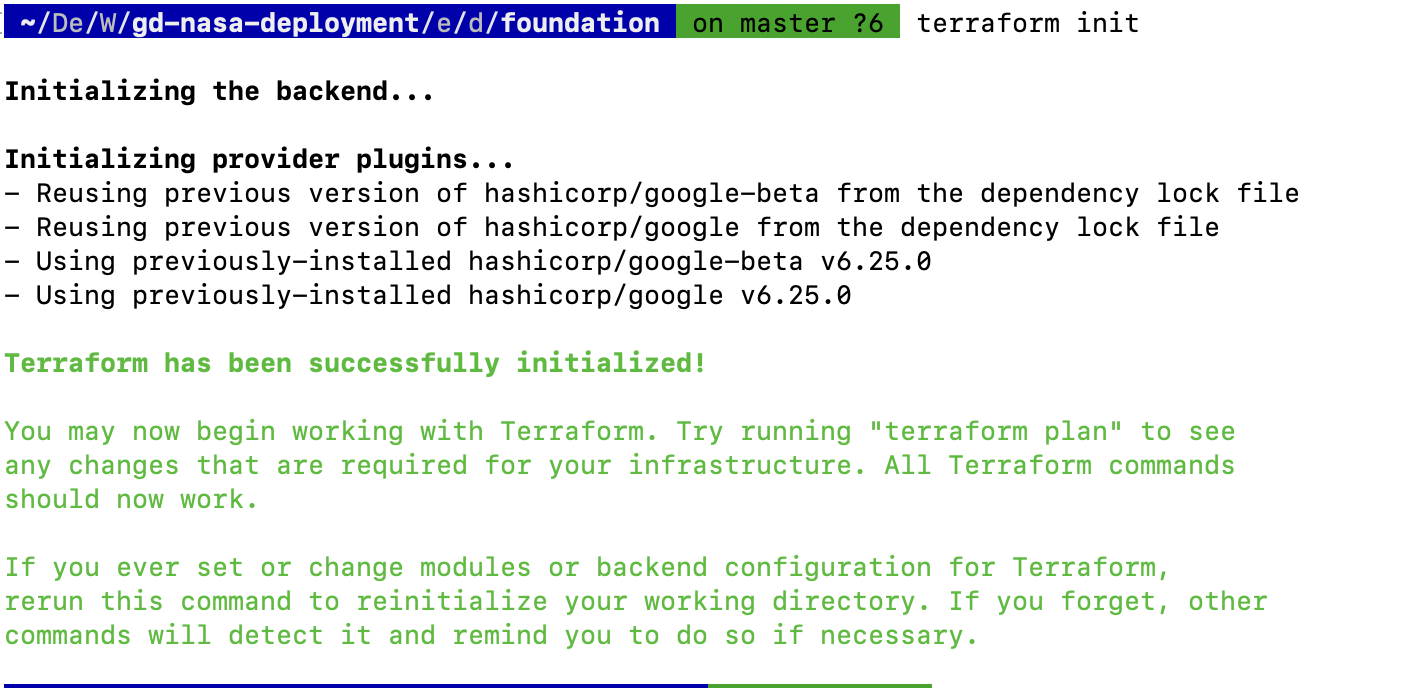 ~/De/W/gd-nasa-deployment/e/d/foundation on master ?6 terraform init
Initializing the backend...
Initializing provider plugins...
- Reusing previous version of hashicorp/google-beta from the dependency lock file
- Reusing previous version of hashicorp/google from the dependency lock file
- Using previously-installed hashicorp/google-beta v6.25.0
- Using previously-installed hashicorp/google v6.25.0
Terraform has been successfully initialized!
You may now begin working with Terraform. Try running "terraform plan" to see
any changes that are required for your infrastructure. All Terraform commands
should now work.
If you ever set or change modules or backend configuration for Terraform,
rerun this command to reinitialize your working directory. If you forget, other
commands will detect it and remind you to do so if necessary.